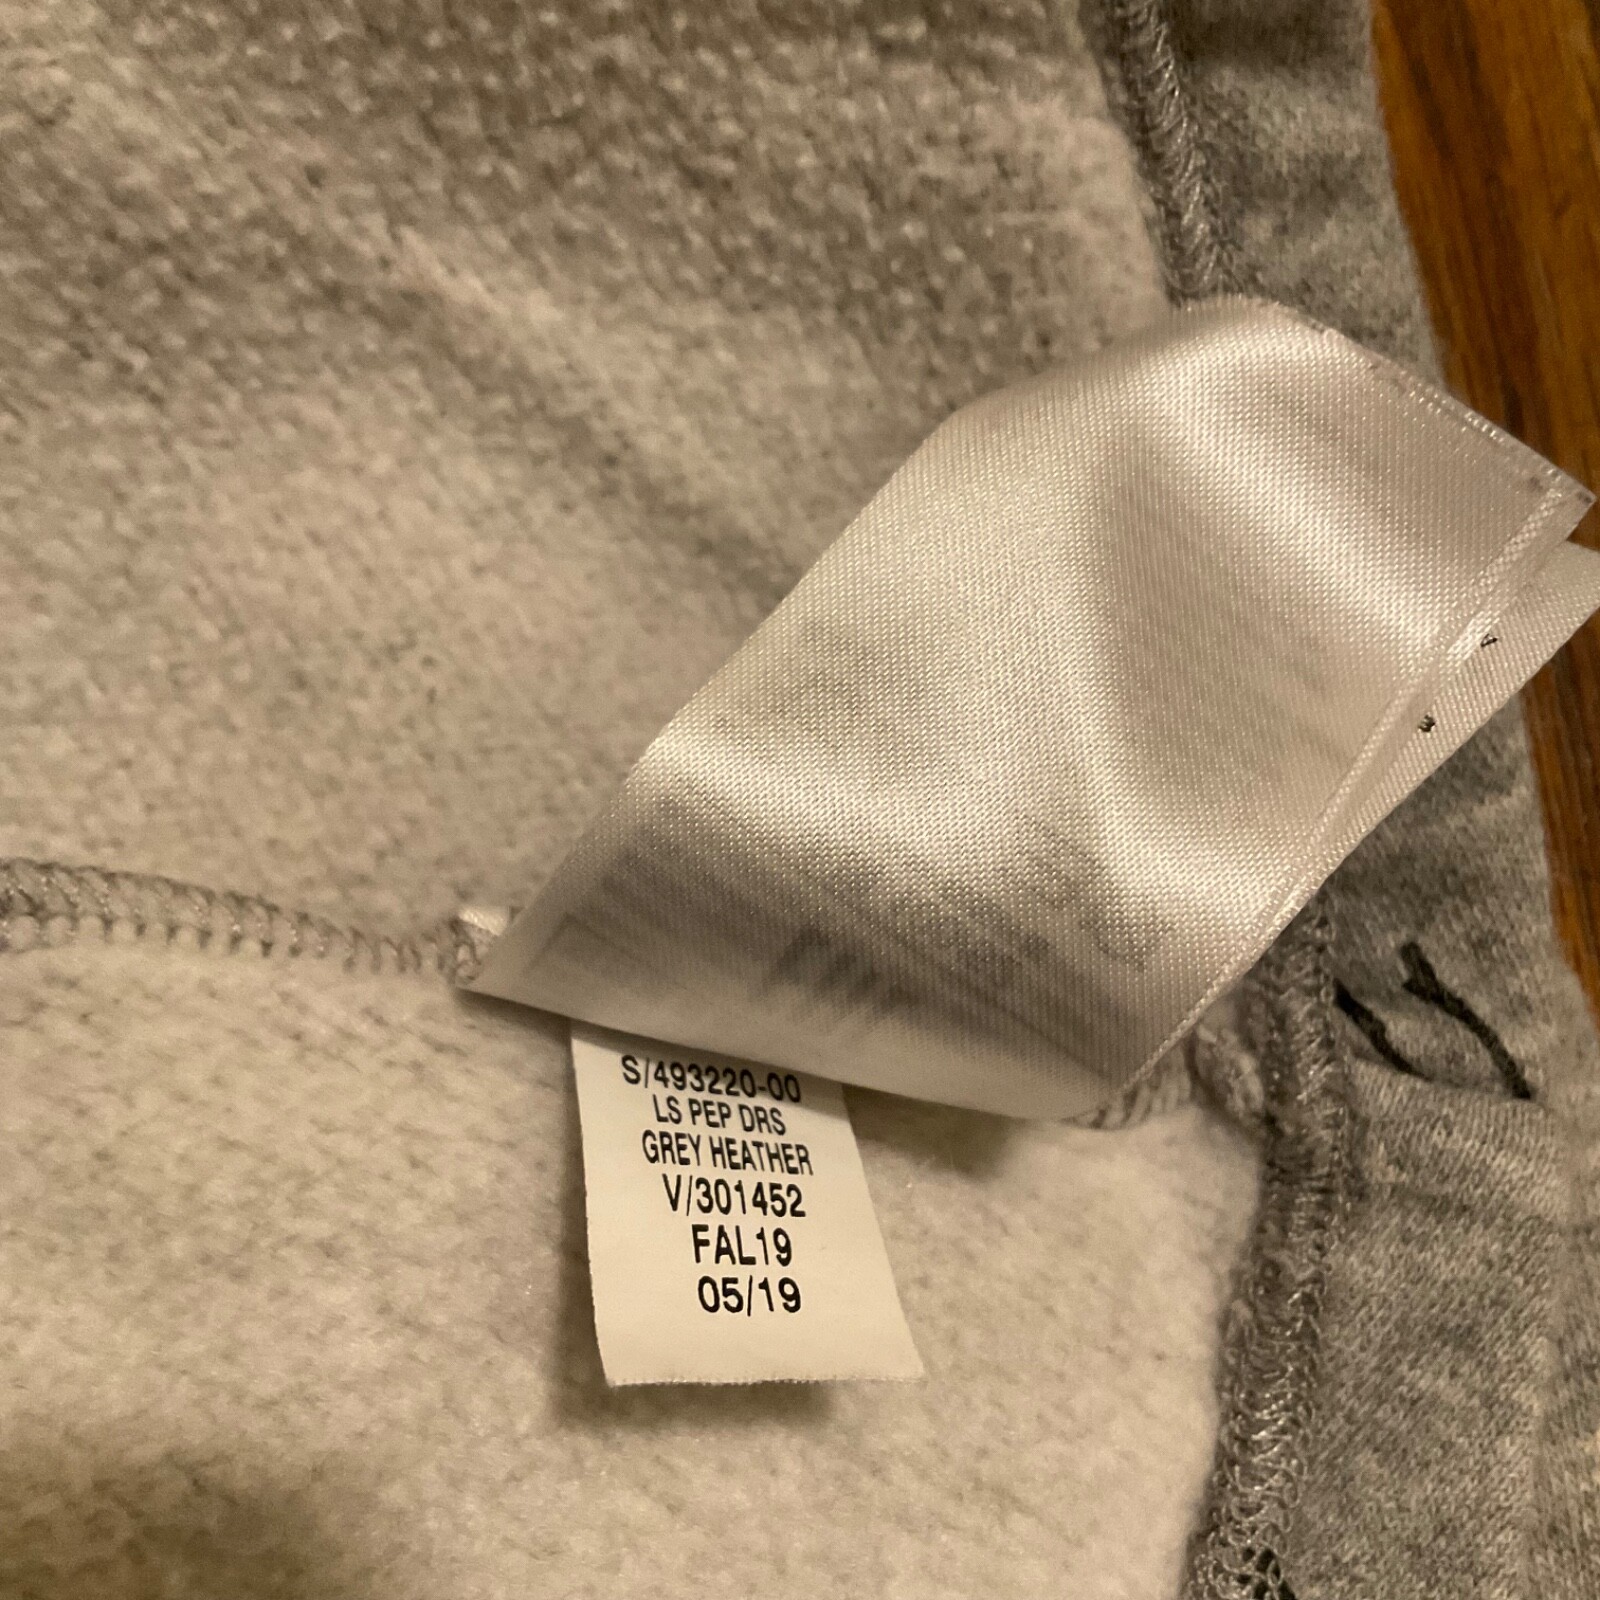 S/493220-00
LS PEP DRS
GREY HEATHER
V/301452
FAL19
05/19